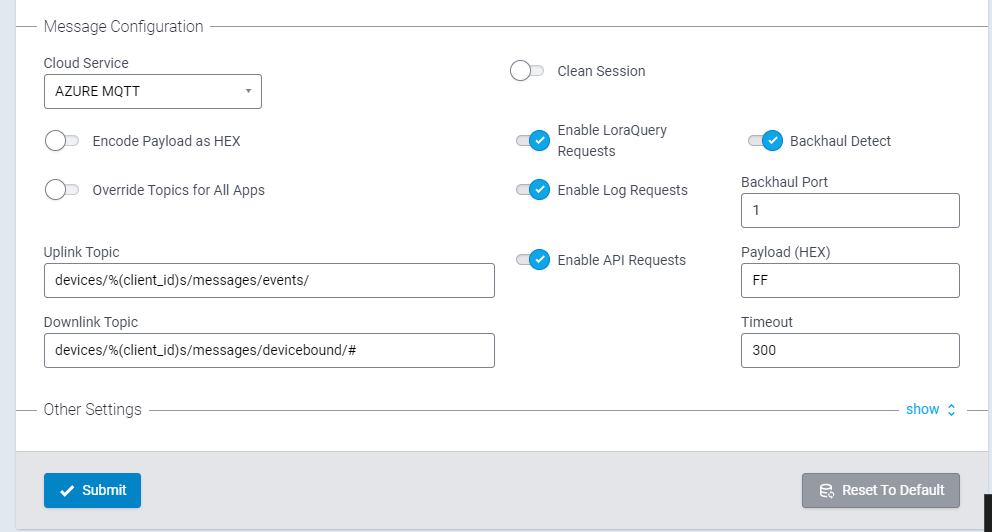 Message Configuration
Cloud Service
AZURE MQTT
Clean Session
Encode Payload as HEX
Enable LoraQuery
Requests
Backhaul Detect
Override Topics for All Apps
Enable Log Requests
Backhaul Port
1
Uplink Topic
devices/%(client_id)s/messages/events/
Enable API Requests
Payload (HEX)
FF
Downlink Topic
devices/%(client_id)s/messages/devicebound/#
Timeout
300
Other Settings
show
Submit
Reset To Default